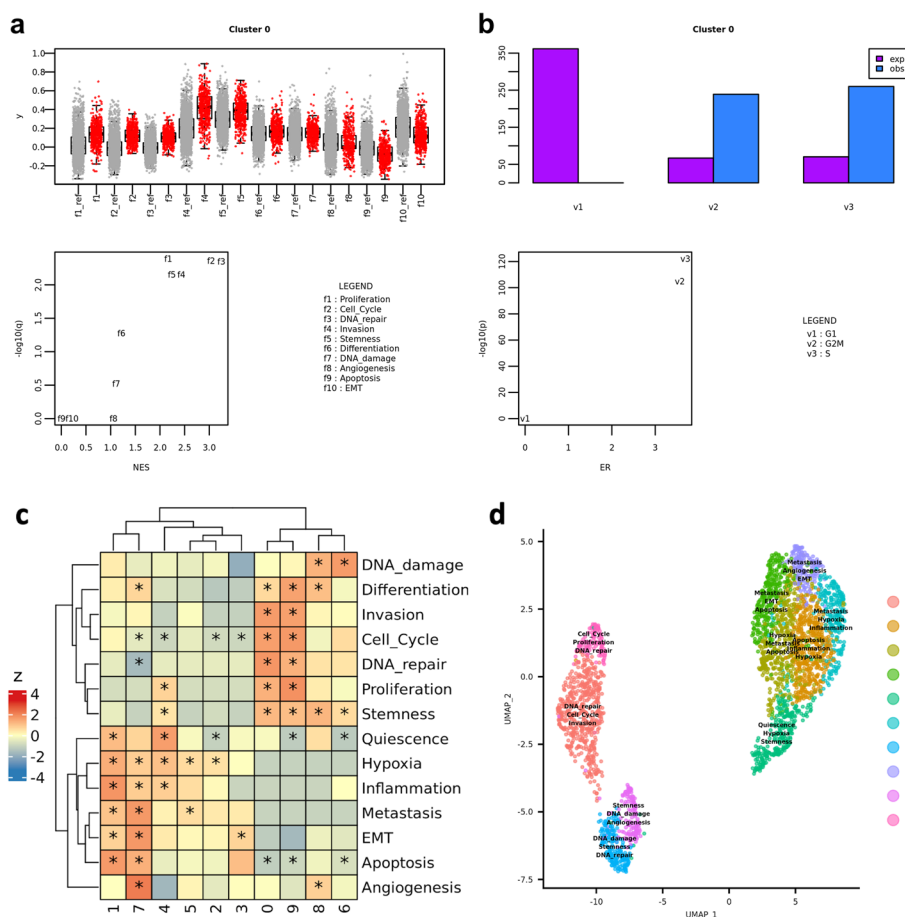 a
Cluster 0
y
1.0
0.8
0.6
0.4
0.2
0.0
-0.2
f1_ref
f1
f2_ref
f2
f3_ref
f3
f4_ref
f4
f5_ref
f5
f6_ref
f6
f7_ref
f7
f8_ref
f8
f9_ref
f9
f10_ref
f10
-log10(q)
2.0
1.5
1.0
0.5
0.0
f1
f2
f3
f5
f4
f6
f7
f9
f10
f8
0.0 0.5 1.0 1.5 2.0 2.5 3.0
NES
LEGEND
f1 : Proliferation
f2 : Cell_Cycle
f3 : DNA_repair
f4 : Invasion
f5 : Stemness
f6 : Differentiation
f7 : DNA_damage
f8 : Angiogenesis
f9 : Apoptosis
f10 : EMT
b
Cluster 0
350
250
150
50
0
exp
obs
v1 v2 v3
-log10(p)
120
100
80
60
40
20
0
v3
v2
v1
0 1 2 3
ER
LEGEND
v1 : G1
v2 : G2M
v3 : S
c
z
4
2
0
-2
-4
DNA_damage
Differentiation
Invasion
Cell_Cycle
DNA_repair
Proliferation
Stemness
Quiescence
Hypoxia
Inflammation
Metastasis
EMT
Apoptosis
Angiogenesis
1 7 4 5 2 3 0 9 8 6
d
UMAP_2
5.0
2.5
0.0
-2.5
-5.0
-7.5
Metastasis
Angiogenesis
EMT
Metastasis
EMT
Apoptosis
Metastasis
Hypoxia
Inflammation
Hypoxia
Metastasis
Apoptosis
Apoptosis
Inflammation
Hypoxia
Cell_Cycle
Proliferation
DNA_repair
DNA_repair
Cell_Cycle
Invasion
Quiescence
Hypoxia
Stemness
Stemness
DNA_damage
Angiogenesis
DNA_damage
Stemness
DNA_repair
-10 -5 0 5
UMAP_1